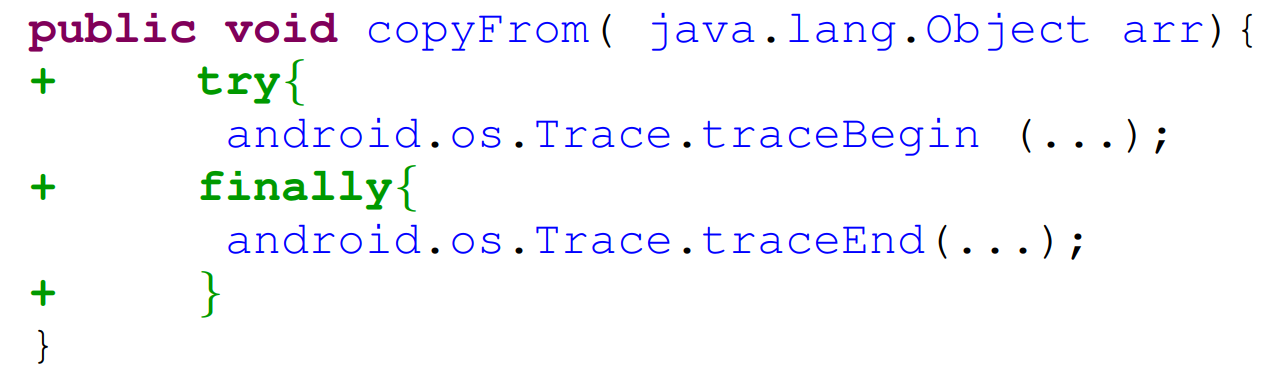 public void copyFrom( java.lang.Object arr){
+ try{
android.os.Trace.traceBegin (...);
+ finally{
android.os.Trace.traceEnd(...);
+ }
}